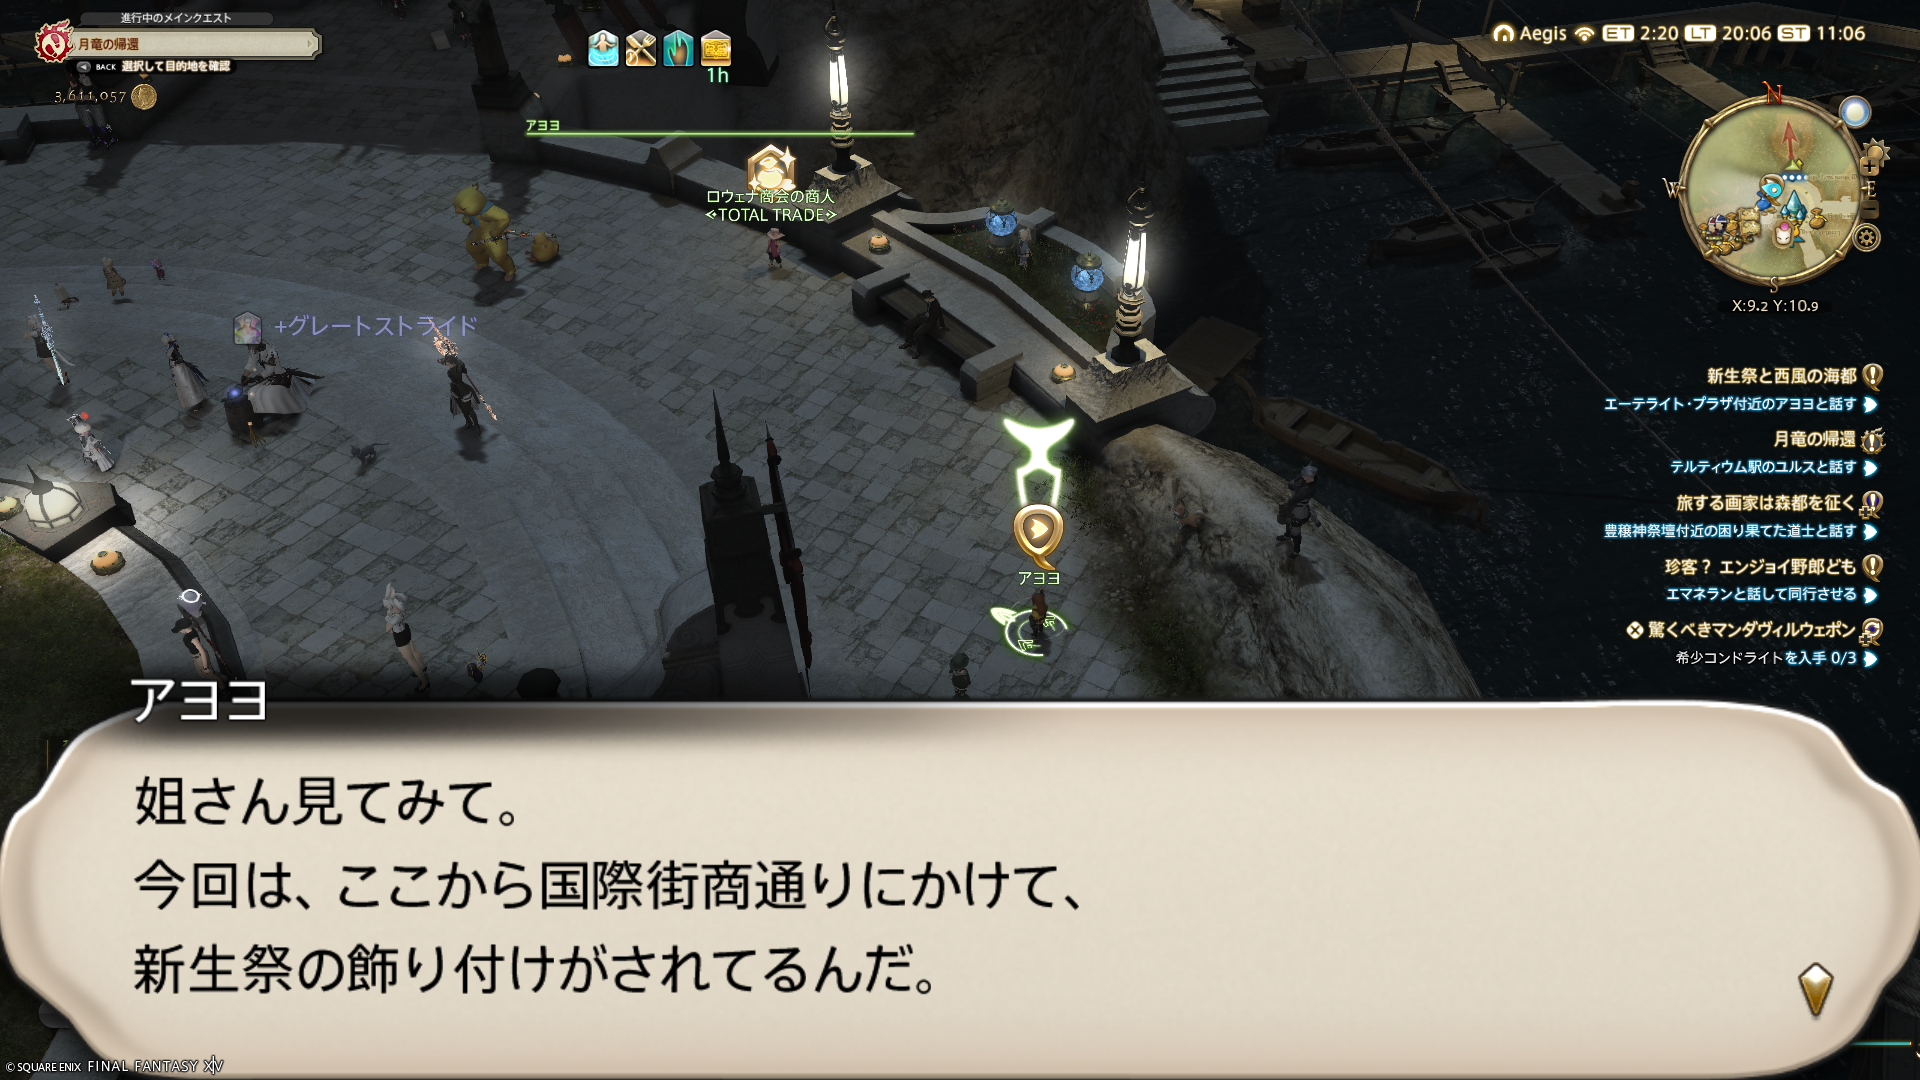 進行中のメインクエスト
月竜の帰還
BACK 選択して目的地を確認
3,611,057
1h
Aegis ET 2:20 LT 20:06 ST 11:06
アヨヨ
ロウェナ商会の商人
<TOTAL TRADE>
+グレートストライド
N
W
E
S
X:9.2 Y:10.9
新生祭と西風の海都
エーテライト・プラザ付近のアヨヨと話す
月竜の帰還
テルティウム駅のユルスと話す
旅する画家は森都を征く
豊穣神祭壇付近の困り果てた道士と話す
珍客？ エンジョイ野郎ども
エマネランと話して同行させる
驚くべきマンダヴィルウェポン
希少コンドライトを入手 0/3
アヨヨ
アヨヨ
姐さん見てみて。
今回は、ここから国際街商通りにかけて、
新生祭の飾り付けがされてるんだ。
© SQUARE ENIX FINAL FANTASY XIV